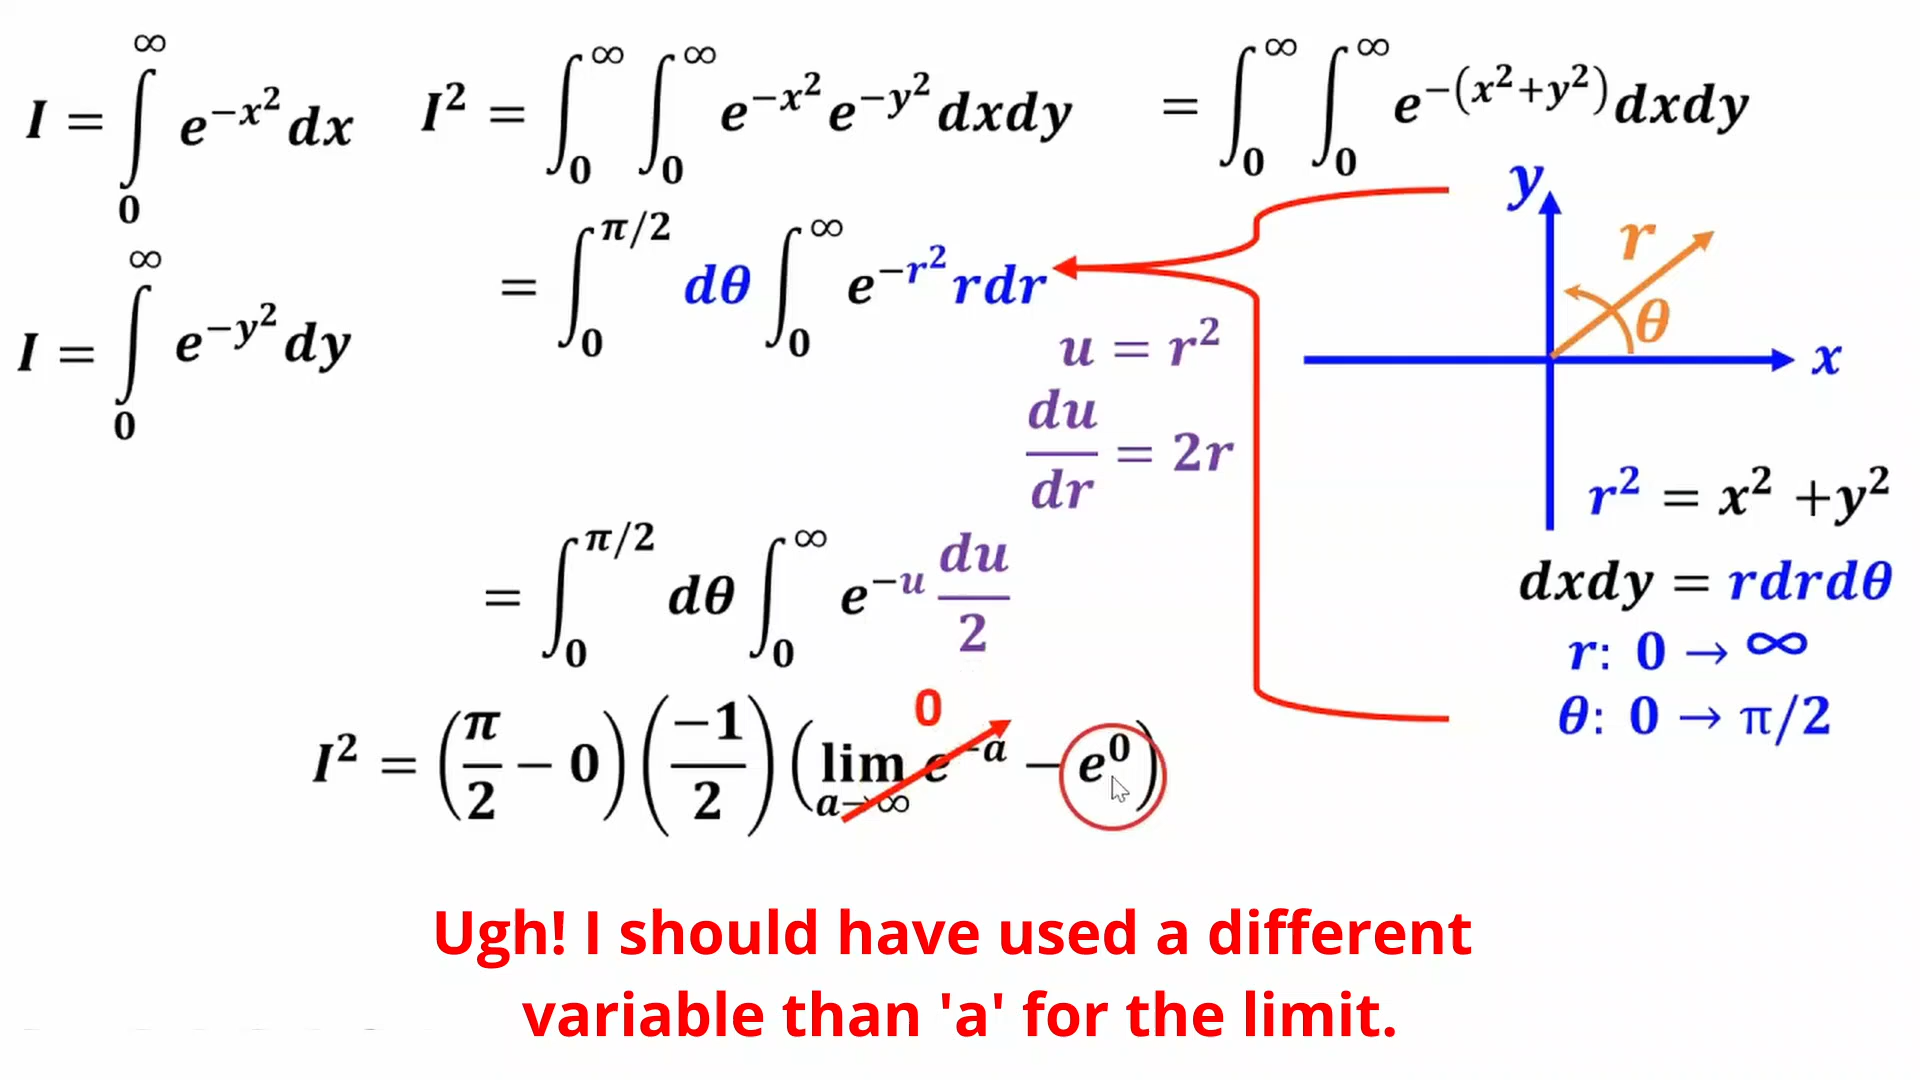 I = ∫₀^∞ e^{-x²} dx
I² = ∫₀^∞ ∫₀^∞ e^{-x²} e^{-y²} dxdy
= ∫₀^∞ ∫₀^∞ e^{-(x²+y²)} dxdy
I = ∫₀^∞ e^{-y²} dy
= ∫₀^{π/2} dθ ∫₀^∞ e^{-r²} rdr
u = r²
du/dr = 2r
= ∫₀^{π/2} dθ ∫₀^∞ e^{-u} du/2
y
r
θ
x
r² = x² +y²
dxdy = rdrdθ
r: 0 → ∞
θ: 0 → π/2
0
I² = (π/2 − 0) (−1/2) (lim_{a→∞} e^{-a} − e⁰)
Ugh! I should have used a different
variable than 'a' for the limit.